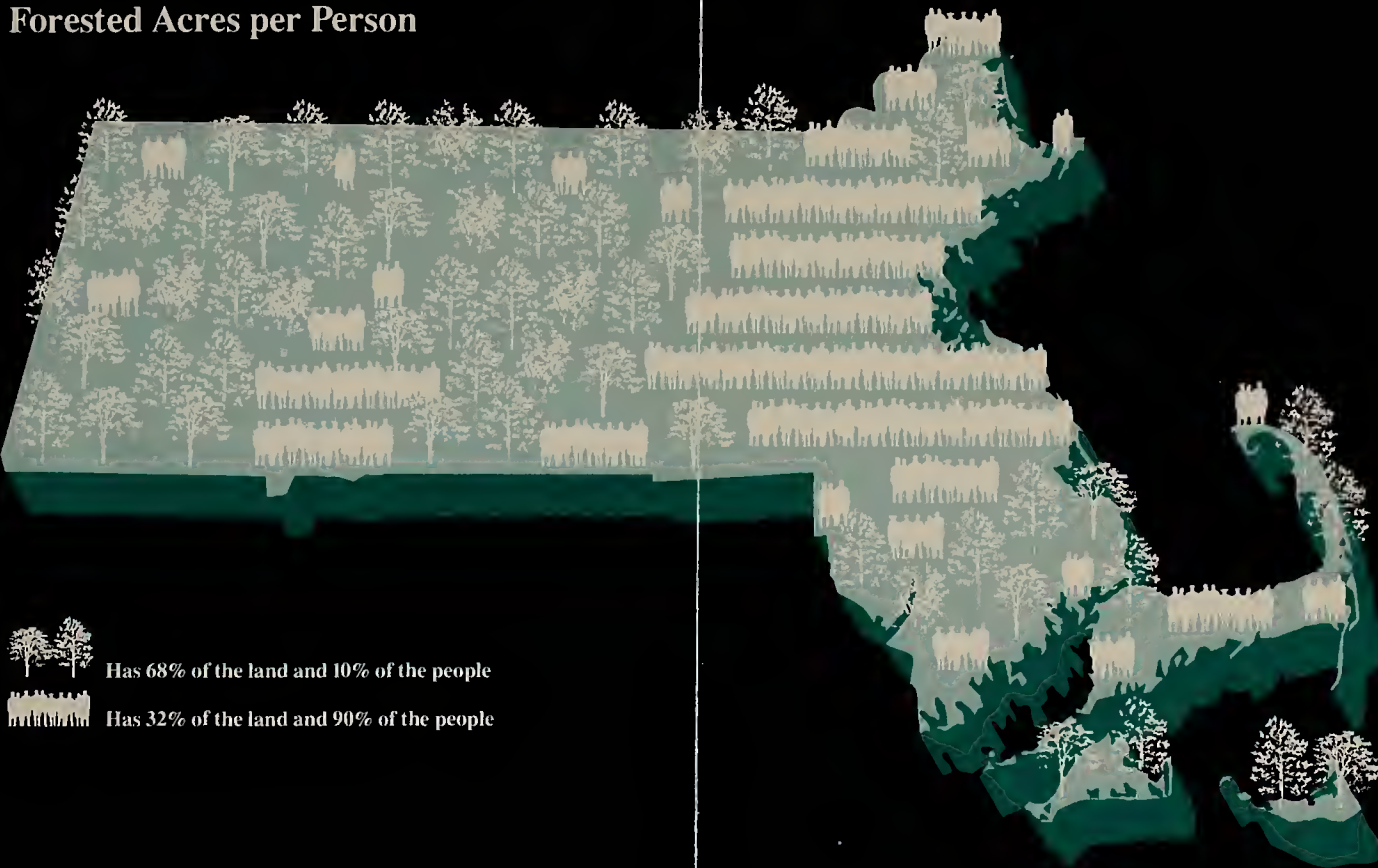 Forested Acres per Person
Has 68% of the land and 10% of the people
Has 32% of the land and 90% of the people